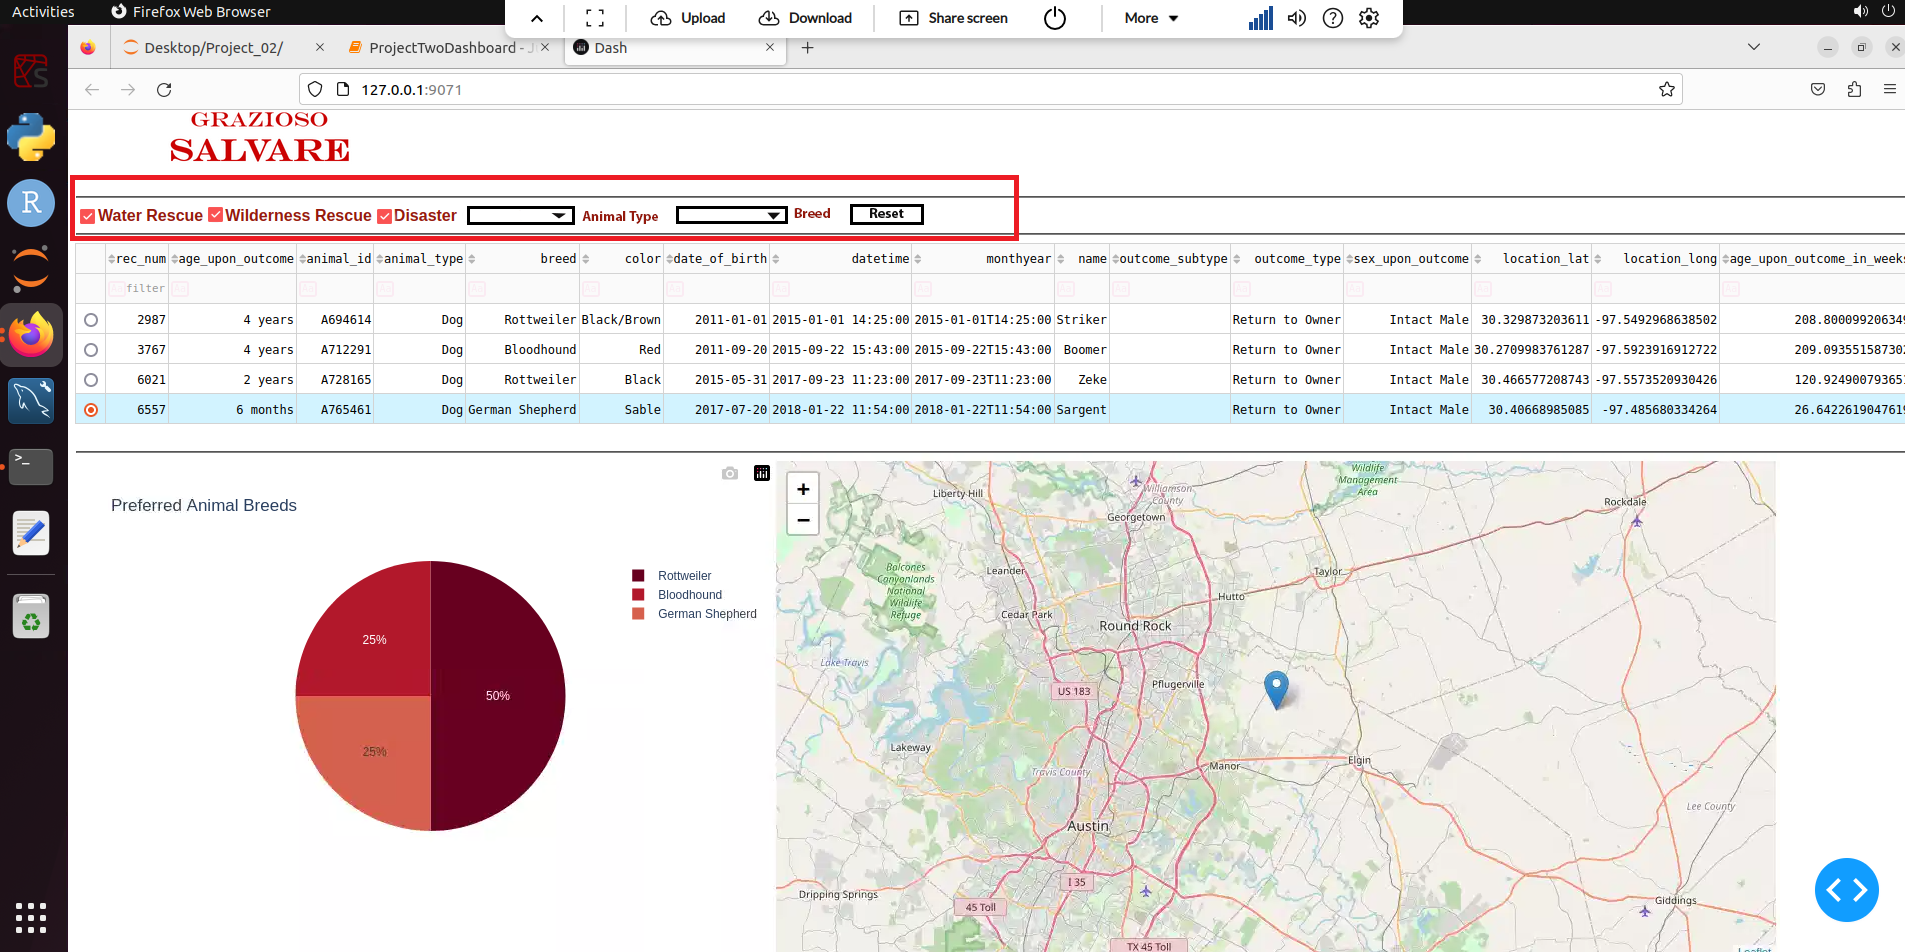 Activities
Firefox Web Browser
Upload
Download
Share screen
More
Desktop/Project_02/
ProjectTwoDashboard - J
Dash
127.0.0.1:9071
GRAZIOSO
SALVARE
Water Rescue Wilderness Rescue Disaster Animal Type Breed Reset
rec_num age_upon_outcome animal_id animal_type breed color date_of_birth datetime monthyear name outcome_subtype outcome_type sex_upon_outcome location_lat location_long age_upon_outcome_in_weeks
filter
2987 4 years A694614 Dog Rottweiler Black/Brown 2011-01-01 2015-01-01 14:25:00 2015-01-01T14:25:00 Striker Return to Owner Intact Male 30.329873203611 -97.5492968638502 208.800099206349
3767 4 years A712291 Dog Bloodhound Red 2011-09-20 2015-09-22 15:43:00 2015-09-22T15:43:00 Boomer Return to Owner Intact Male 30.2709983761287 -97.5923916912722 209.093551587302
6021 2 years A728165 Dog Rottweiler Black 2015-05-31 2017-09-23 11:23:00 2017-09-23T11:23:00 Zeke Return to Owner Intact Male 30.466577208743 -97.5573520930426 120.924900793651
6557 6 months A765461 Dog German Shepherd Sable 2017-07-20 2018-01-22 11:54:00 2018-01-22T11:54:00 Sargent Return to Owner Intact Male 30.40668985085 -97.485680334264 26.6422619047619
Preferred Animal Breeds
Rottweiler
Bloodhound
German Shepherd
25%
50%
25%
+
−
Liberty Hill
Williamson
County
Georgetown
Wildlife
Management
Area
Rockdale
Leander
Balcones
Canyonlands
National
Wildlife
Refuge
Taylor
Hutto
Cedar Park
Round Rock
Lake Travis
US 183
Pflugerville
Lakeway
Travis County
Manor
Elgin
Lee County
Austin
I 35
Dripping Springs
45 Toll
Giddings
TX 45 Toll
Leaflet